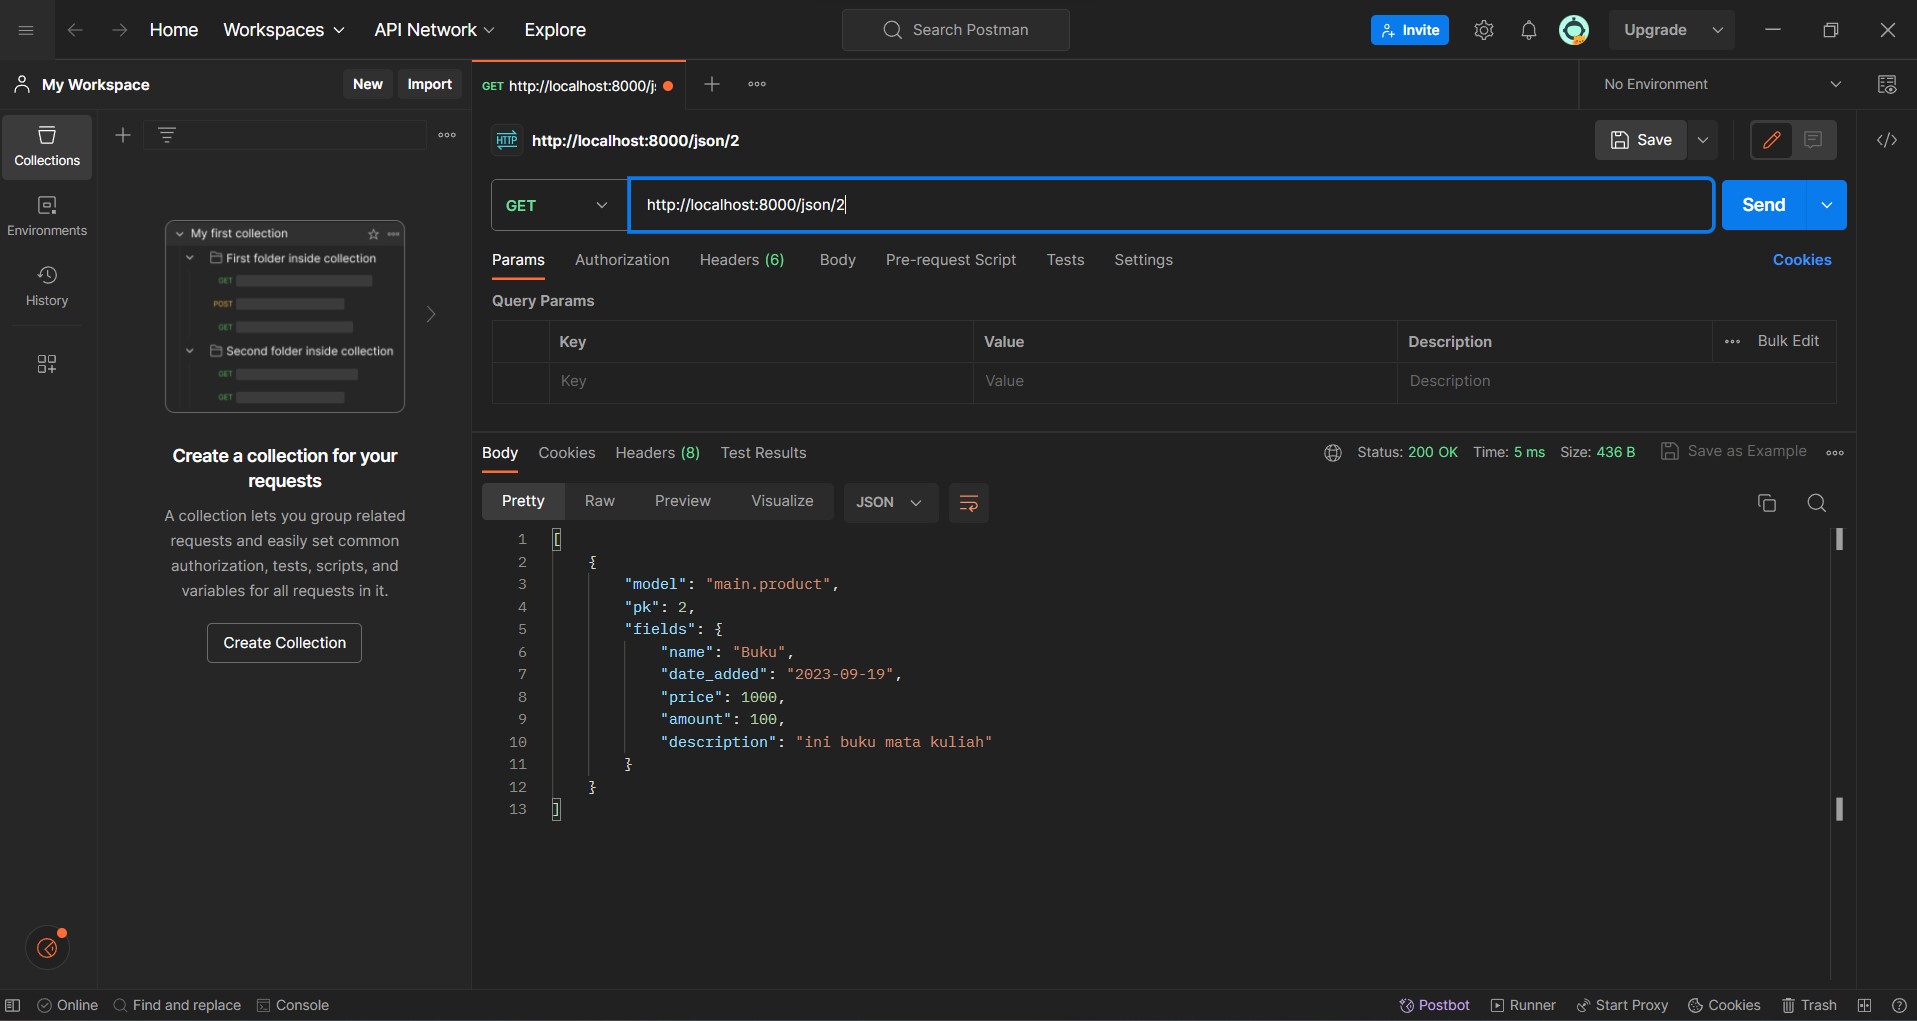 Home Workspaces API Network Explore Search Postman Invite Upgrade
My Workspace New Import GET http://localhost:8000/j No Environment
Collections
Environments
History
My first collection
First folder inside collection
GET
POST
GET
Second folder inside collection
GET
GET
Create a collection for your
requests
A collection lets you group related
requests and easily set common
authorization, tests, scripts, and
variables for all requests in it.
Create Collection
HTTP http://localhost:8000/json/2 Save
GET http://localhost:8000/json/2 Send
Params Authorization Headers (6) Body Pre-request Script Tests Settings Cookies
Query Params
Key Value Description Bulk Edit
Key Value Description
Body Cookies Headers (8) Test Results Status: 200 OK Time: 5 ms Size: 436 B Save as Example
Pretty Raw Preview Visualize JSON
1 [
2 {
3 "model": "main.product",
4 "pk": 2,
5 "fields": {
6 "name": "Buku",
7 "date_added": "2023-09-19",
8 "price": 1000,
9 "amount": 100,
10 "description": "ini buku mata kuliah"
11 }
12 }
13 ]
Online Find and replace Console Postbot Runner Start Proxy Cookies Trash